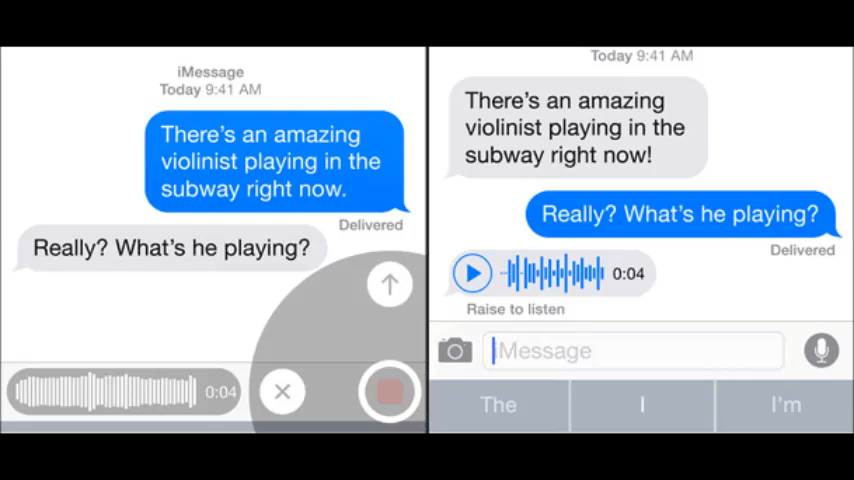 iMessage
Today 9:41 AM
There's an amazing
violinist playing in the
subway right now.
Delivered
Really? What's he playing?
0:04
Today 9:41 AM
There's an amazing
violinist playing in the
subway right now!
Really? What's he playing?
Delivered
0:04
Raise to listen
iMessage
The I I'm